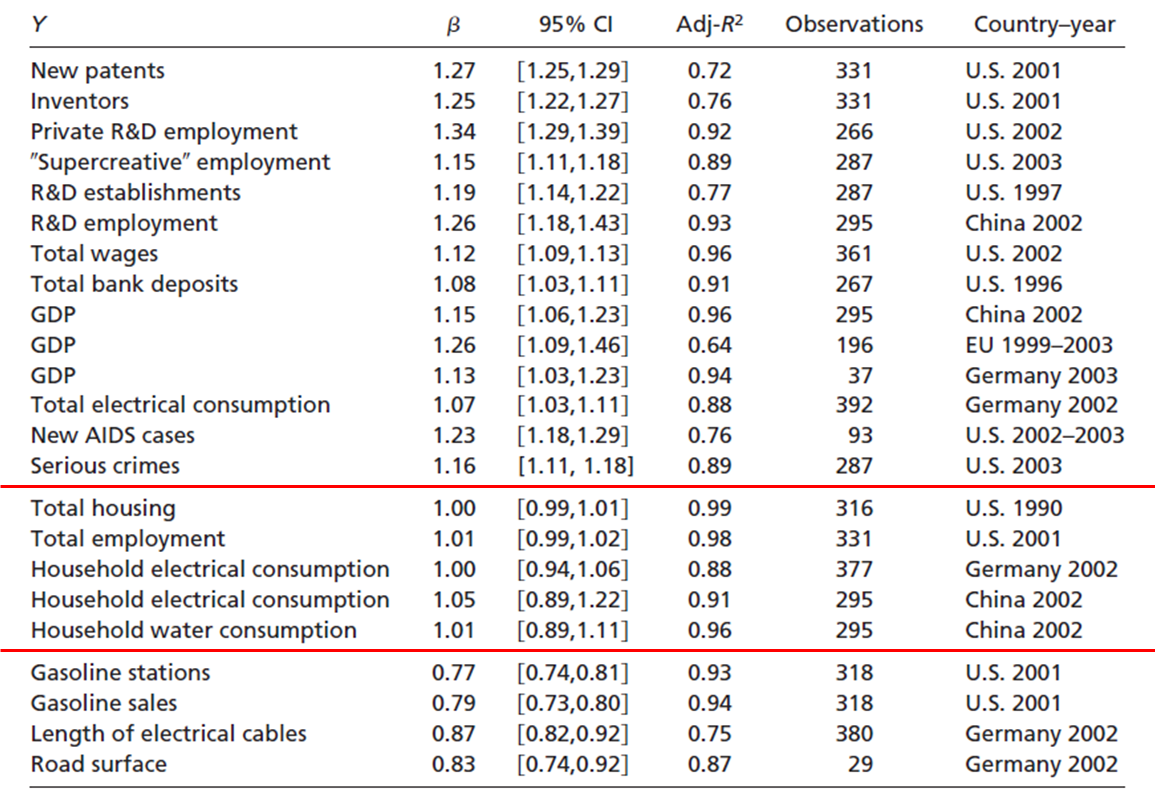 Y β 95% CI Adj-R² Observations Country–year
New patents 1.27 [1.25,1.29] 0.72 331 U.S. 2001
Inventors 1.25 [1.22,1.27] 0.76 331 U.S. 2001
Private R&D employment 1.34 [1.29,1.39] 0.92 266 U.S. 2002
"Supercreative" employment 1.15 [1.11,1.18] 0.89 287 U.S. 2003
R&D establishments 1.19 [1.14,1.22] 0.77 287 U.S. 1997
R&D employment 1.26 [1.18,1.43] 0.93 295 China 2002
Total wages 1.12 [1.09,1.13] 0.96 361 U.S. 2002
Total bank deposits 1.08 [1.03,1.11] 0.91 267 U.S. 1996
GDP 1.15 [1.06,1.23] 0.96 295 China 2002
GDP 1.26 [1.09,1.46] 0.64 196 EU 1999–2003
GDP 1.13 [1.03,1.23] 0.94 37 Germany 2003
Total electrical consumption 1.07 [1.03,1.11] 0.88 392 Germany 2002
New AIDS cases 1.23 [1.18,1.29] 0.76 93 U.S. 2002–2003
Serious crimes 1.16 [1.11, 1.18] 0.89 287 U.S. 2003
Total housing 1.00 [0.99,1.01] 0.99 316 U.S. 1990
Total employment 1.01 [0.99,1.02] 0.98 331 U.S. 2001
Household electrical consumption 1.00 [0.94,1.06] 0.88 377 Germany 2002
Household electrical consumption 1.05 [0.89,1.22] 0.91 295 China 2002
Household water consumption 1.01 [0.89,1.11] 0.96 295 China 2002
Gasoline stations 0.77 [0.74,0.81] 0.93 318 U.S. 2001
Gasoline sales 0.79 [0.73,0.80] 0.94 318 U.S. 2001
Length of electrical cables 0.87 [0.82,0.92] 0.75 380 Germany 2002
Road surface 0.83 [0.74,0.92] 0.87 29 Germany 2002